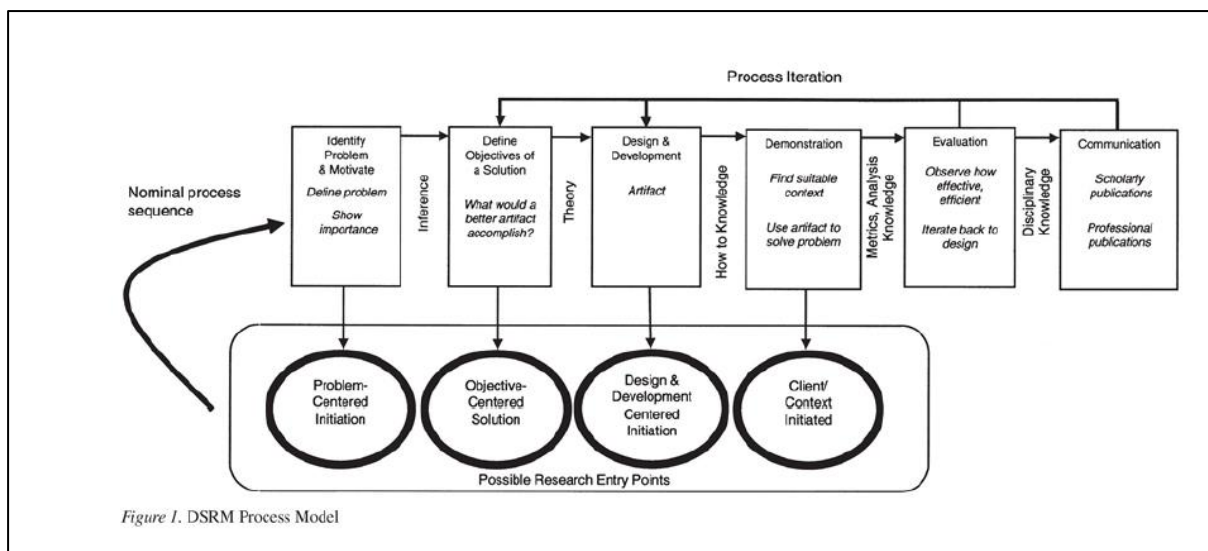 Process Iteration
Nominal process
sequence
Identify
Problem
& Motivate
Define problem
Show
importance
Inference
Define
Objectives of
a Solution
What would a
better artifact
accomplish?
Theory
Design &
Development
Artifact
How to Knowledge
Demonstration
Find suitable
context
Use artifact to
solve problem
Metrics, Analysis
Knowledge
Evaluation
Observe how
effective,
efficient
Iterate back to
design
Disciplinary
Knowledge
Communication
Scholarly
publications
Professional
publications
Problem-
Centered
Initiation
Objective-
Centered
Solution
Design &
Development
Centered
Initiation
Client/
Context
Initiated
Possible Research Entry Points
Figure 1. DSRM Process Model